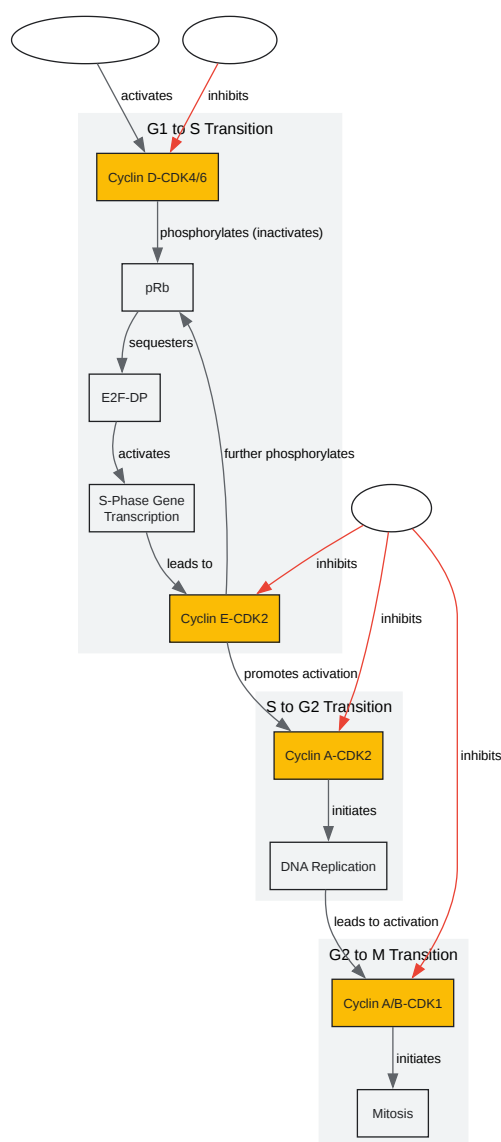 activates
inhibits
G1 to S Transition
Cyclin D-CDK4/6
phosphorylates (inactivates)
pRb
sequesters
E2F-DP
activates
further phosphorylates
S-Phase Gene
Transcription
leads to
inhibits
Cyclin E-CDK2
inhibits
promotes activation
S to G2 Transition
Cyclin A-CDK2
inhibits
initiates
DNA Replication
leads to activation
G2 to M Transition
Cyclin A/B-CDK1
initiates
Mitosis